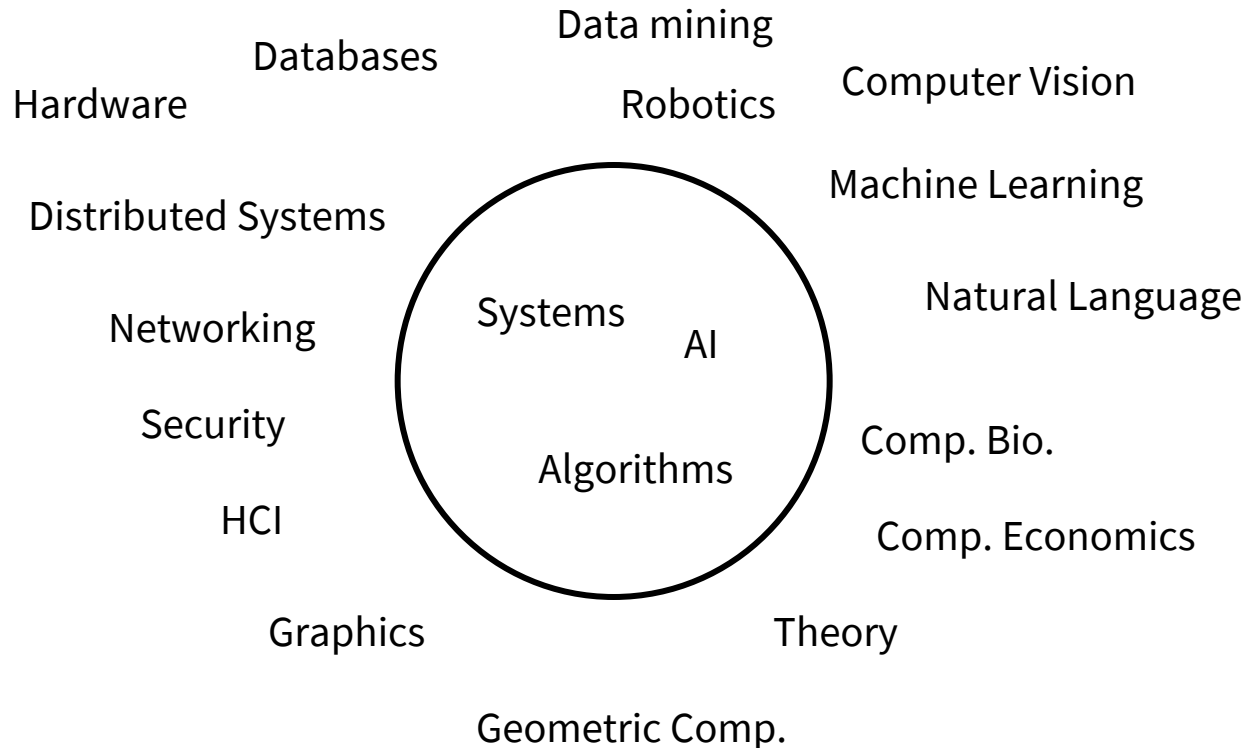 Data mining
Databases
Computer Vision
Hardware
Robotics
Machine Learning
Distributed Systems
Natural Language
Systems
Networking
AI
Security
Comp. Bio.
Algorithms
HCI
Comp. Economics
Graphics
Theory
Geometric Comp.